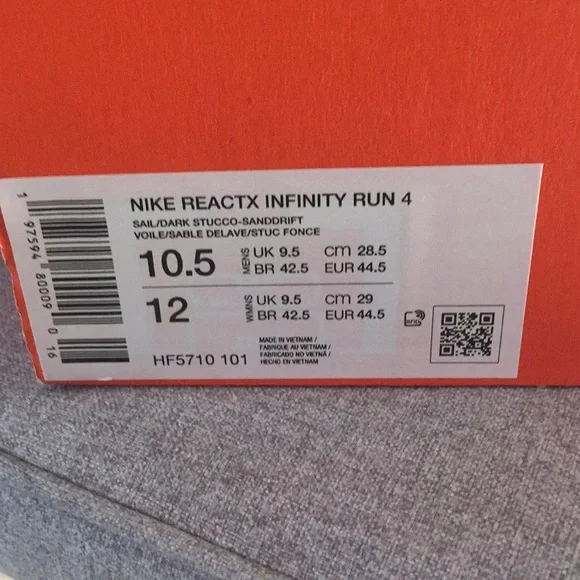 NIKE REACTX INFINITY RUN 4
SAIL/DARK STUCCO-SANDDRIFT
VOILE/SABLE DELAVE/STUC FONCE
10.5 MENS UK 9.5 CM 28.5
BR 42.5 EUR 44.5
12 WMNS UK 9.5 CM 29
BR 42.5 EUR 44.5
HF5710 101
MADE IN VIETNAM /
FABRIQUE AU VIETNAM /
FABRICADO NO VIETNÃ /
HECHO EN VIETNAM
1 97594 80009 0 16